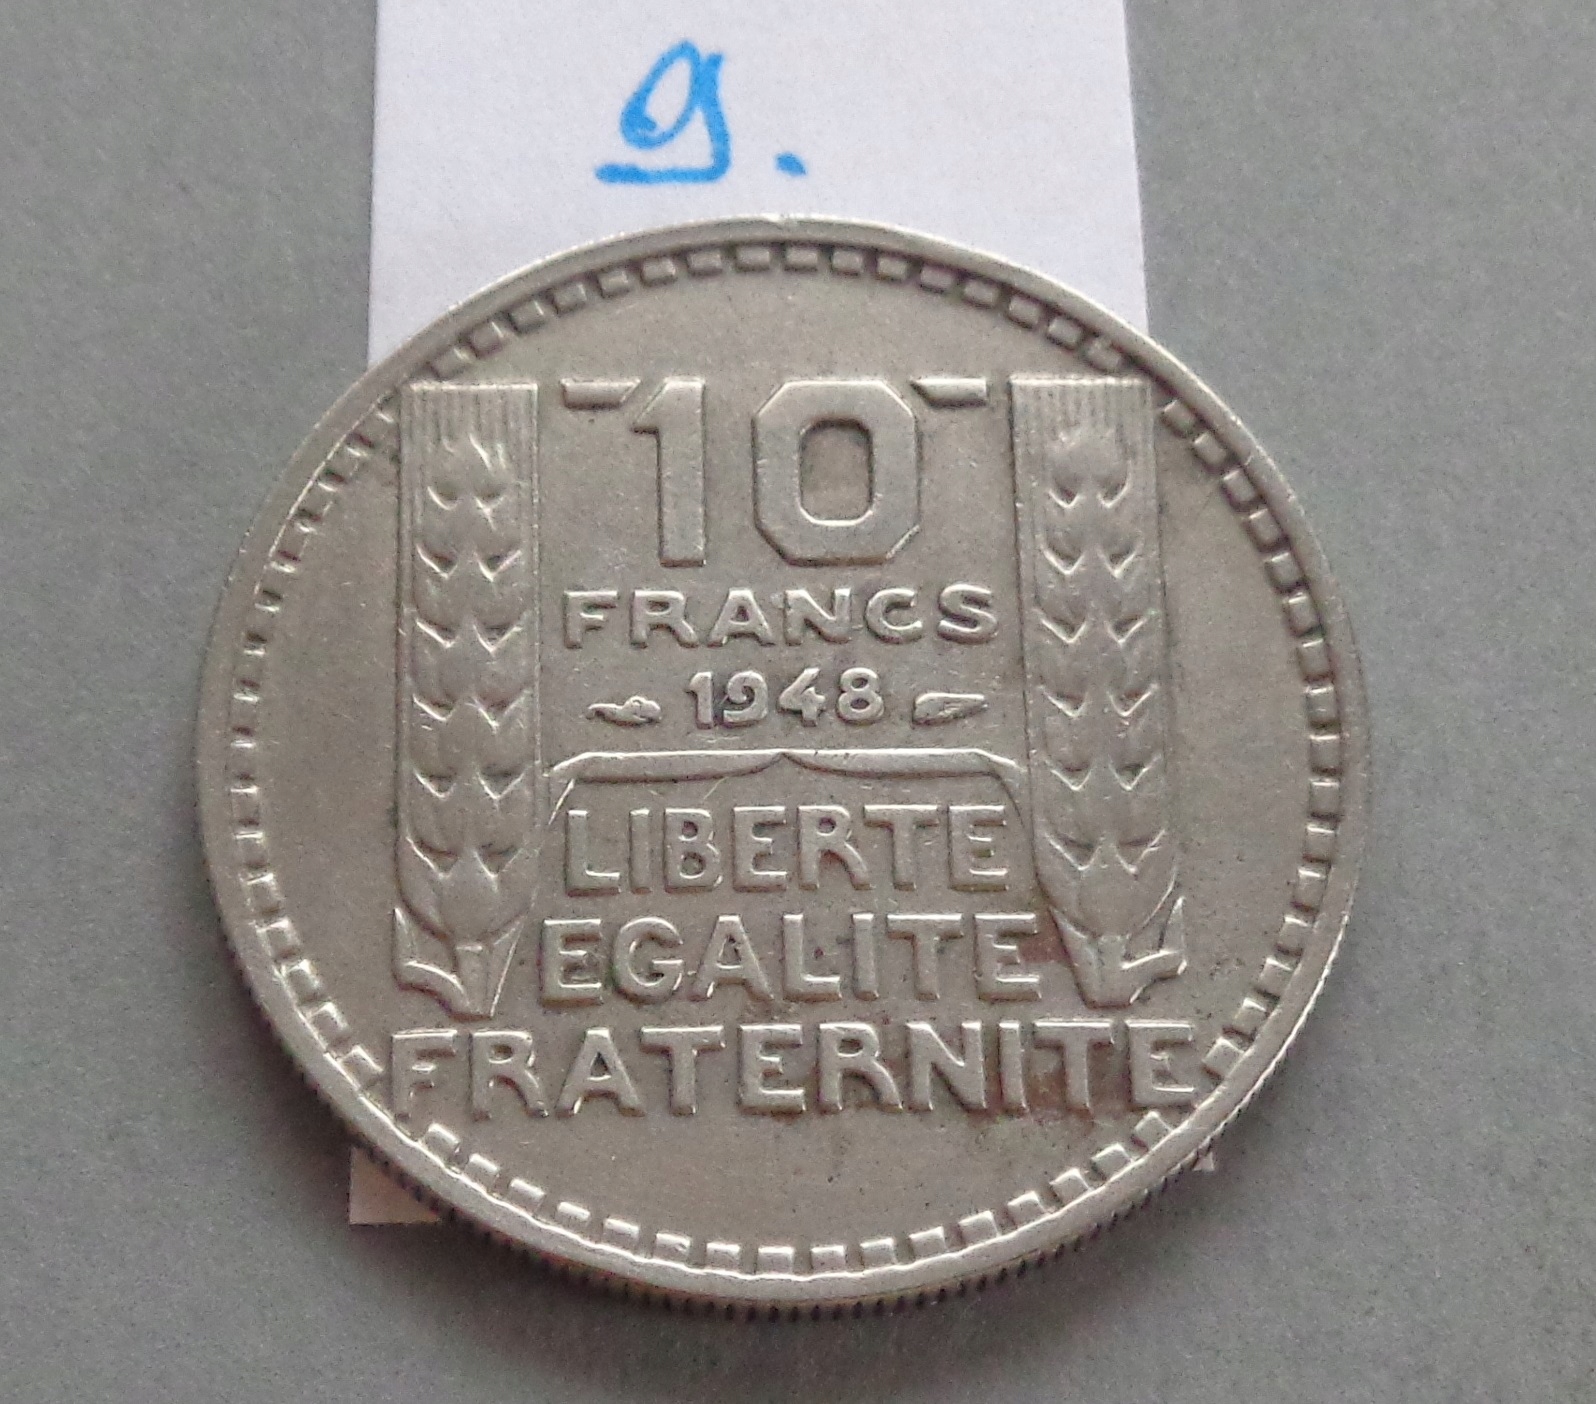 9.
10
FRANCS
1948
LIBERTE
EGALITE
FRATERNITE